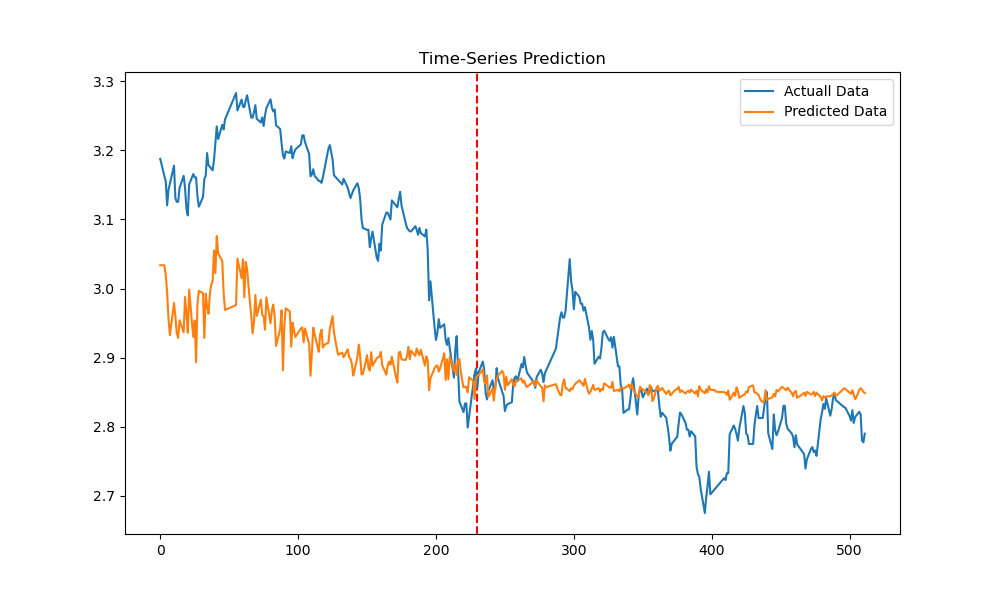 Time-Series Prediction
Actuall Data
Predicted Data
3.3
3.2
3.1
3.0
2.9
2.8
2.7
0 100 200 300 400 500